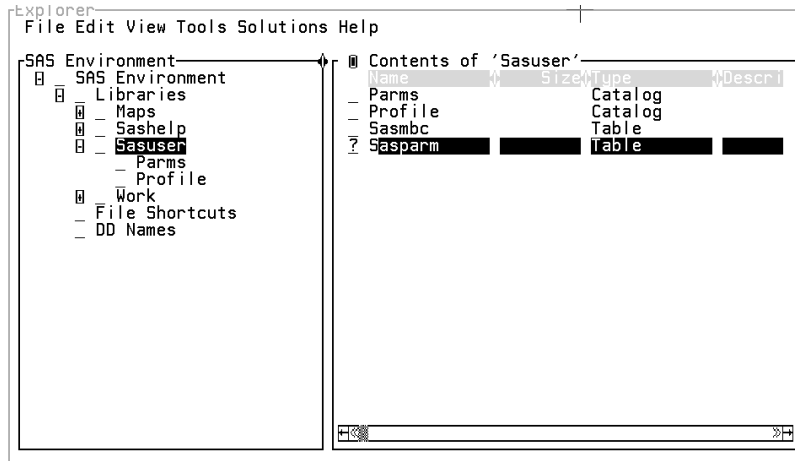 Explorer
File Edit View Tools Solutions Help
SAS Environment
SAS Environment
Libraries
Maps
Sashelp
Sasuser
Parms
Profile
Work
File Shortcuts
DD Names
Contents of 'Sasuser'
Name Size Type Descri
_ Parms Catalog
_ Profile Catalog
_ Sasmbc Table
? Sasparm Table